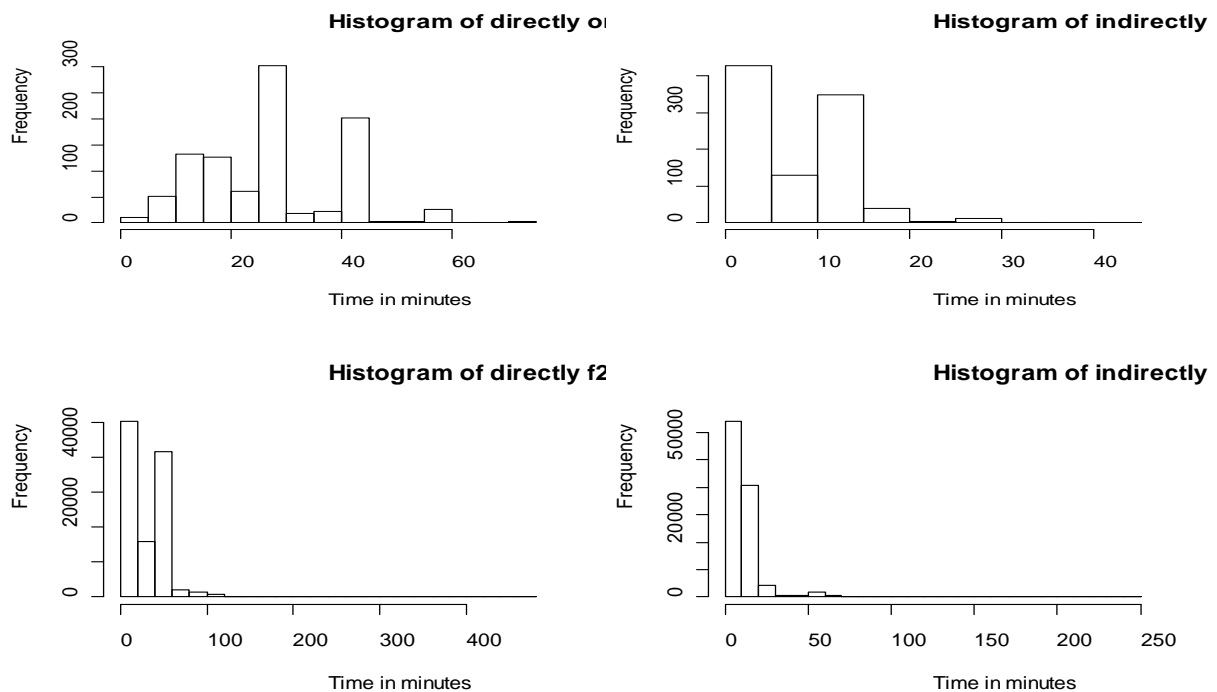 Histogram of directly or
Frequency
300
200
100
0
0 20 40 60
Time in minutes
Histogram of indirectly
Frequency
300
100
0
0 10 20 30 40
Time in minutes
Histogram of directly f2
Frequency
40000
20000
0
0 100 200 300 400
Time in minutes
Histogram of indirectly
Frequency
50000
20000
0
0 50 100 150 200 250
Time in minutes